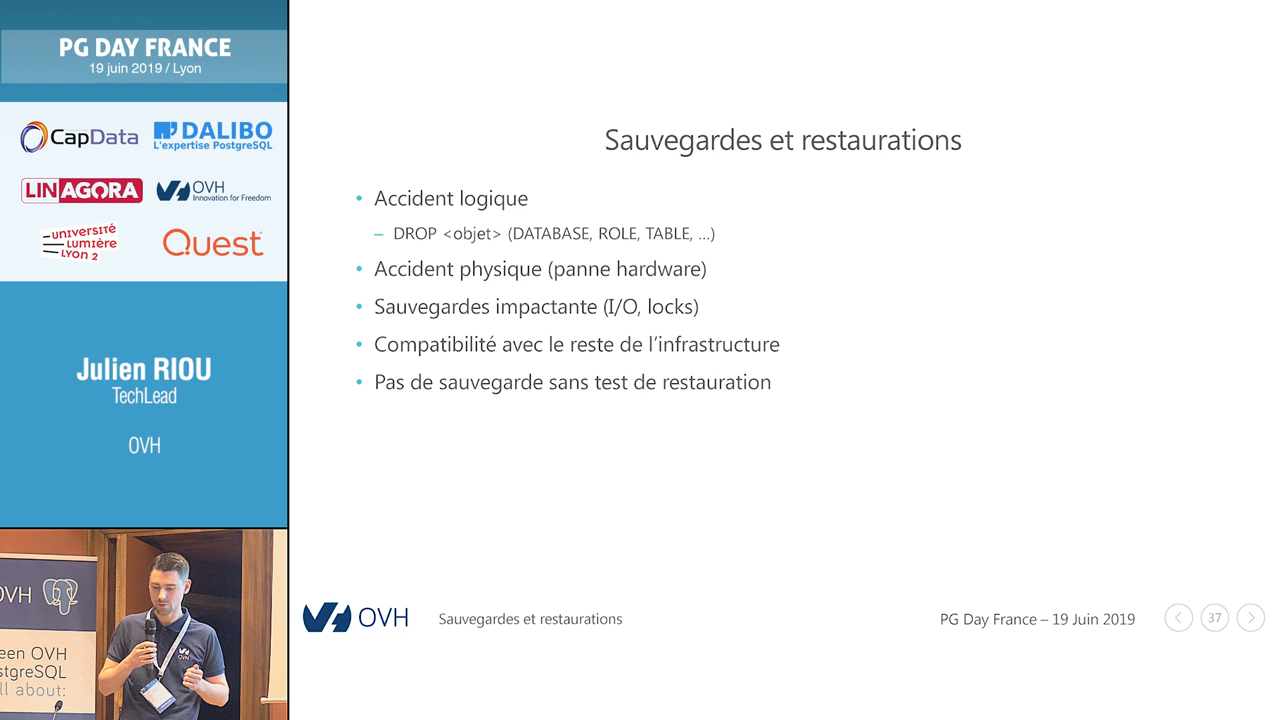 PG DAY FRANCE
19 juin 2019 / Lyon
CapData
DALIBO
L'expertise PostgreSQL
LINAGORA
OVH
Innovation for Freedom
UNIVERSITÉ
LUMIÈRE
LYON 2
Quest
Julien RIOU
TechLead
OVH
Sauvegardes et restaurations
• Accident logique
– DROP <objet> (DATABASE, ROLE, TABLE, ...)
• Accident physique (panne hardware)
• Sauvegardes impactante (I/O, locks)
• Compatibilité avec le reste de l'infrastructure
• Pas de sauvegarde sans test de restauration
OVH
Sauvegardes et restaurations
PG Day France – 19 Juin 2019
37
OVH
een OVH
stgreSQL
ll about:
OVH